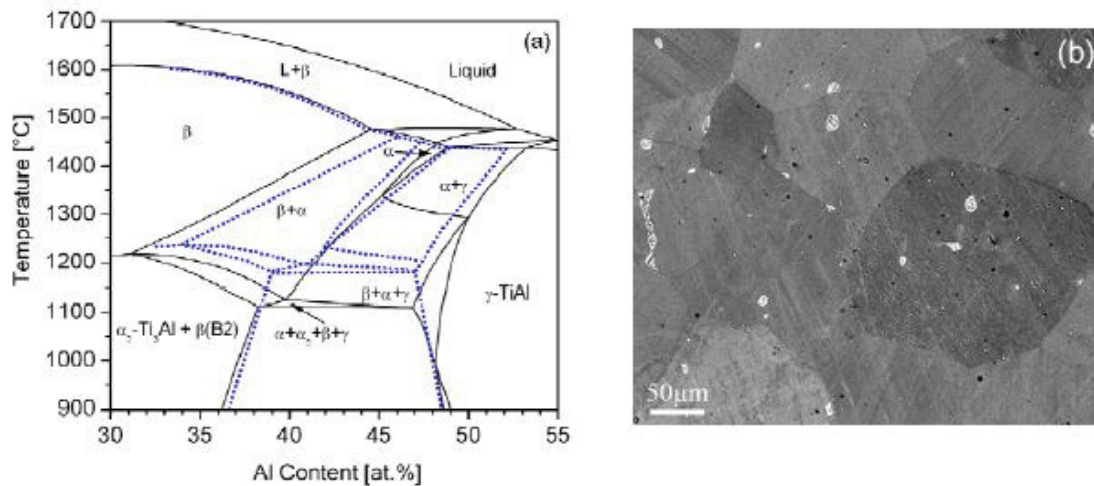 (a)
1700
1600
1500
1400
1300
1200
1100
1000
900
Temperature [°C]
L+β
Liquid
β
α
α+γ
β+α
β+α+γ
γ-TiAl
α₂-Ti₃Al + β(B2)
α+α₂+β+γ
30 35 40 45 50 55
Al Content [at.%]
(b)
50μm